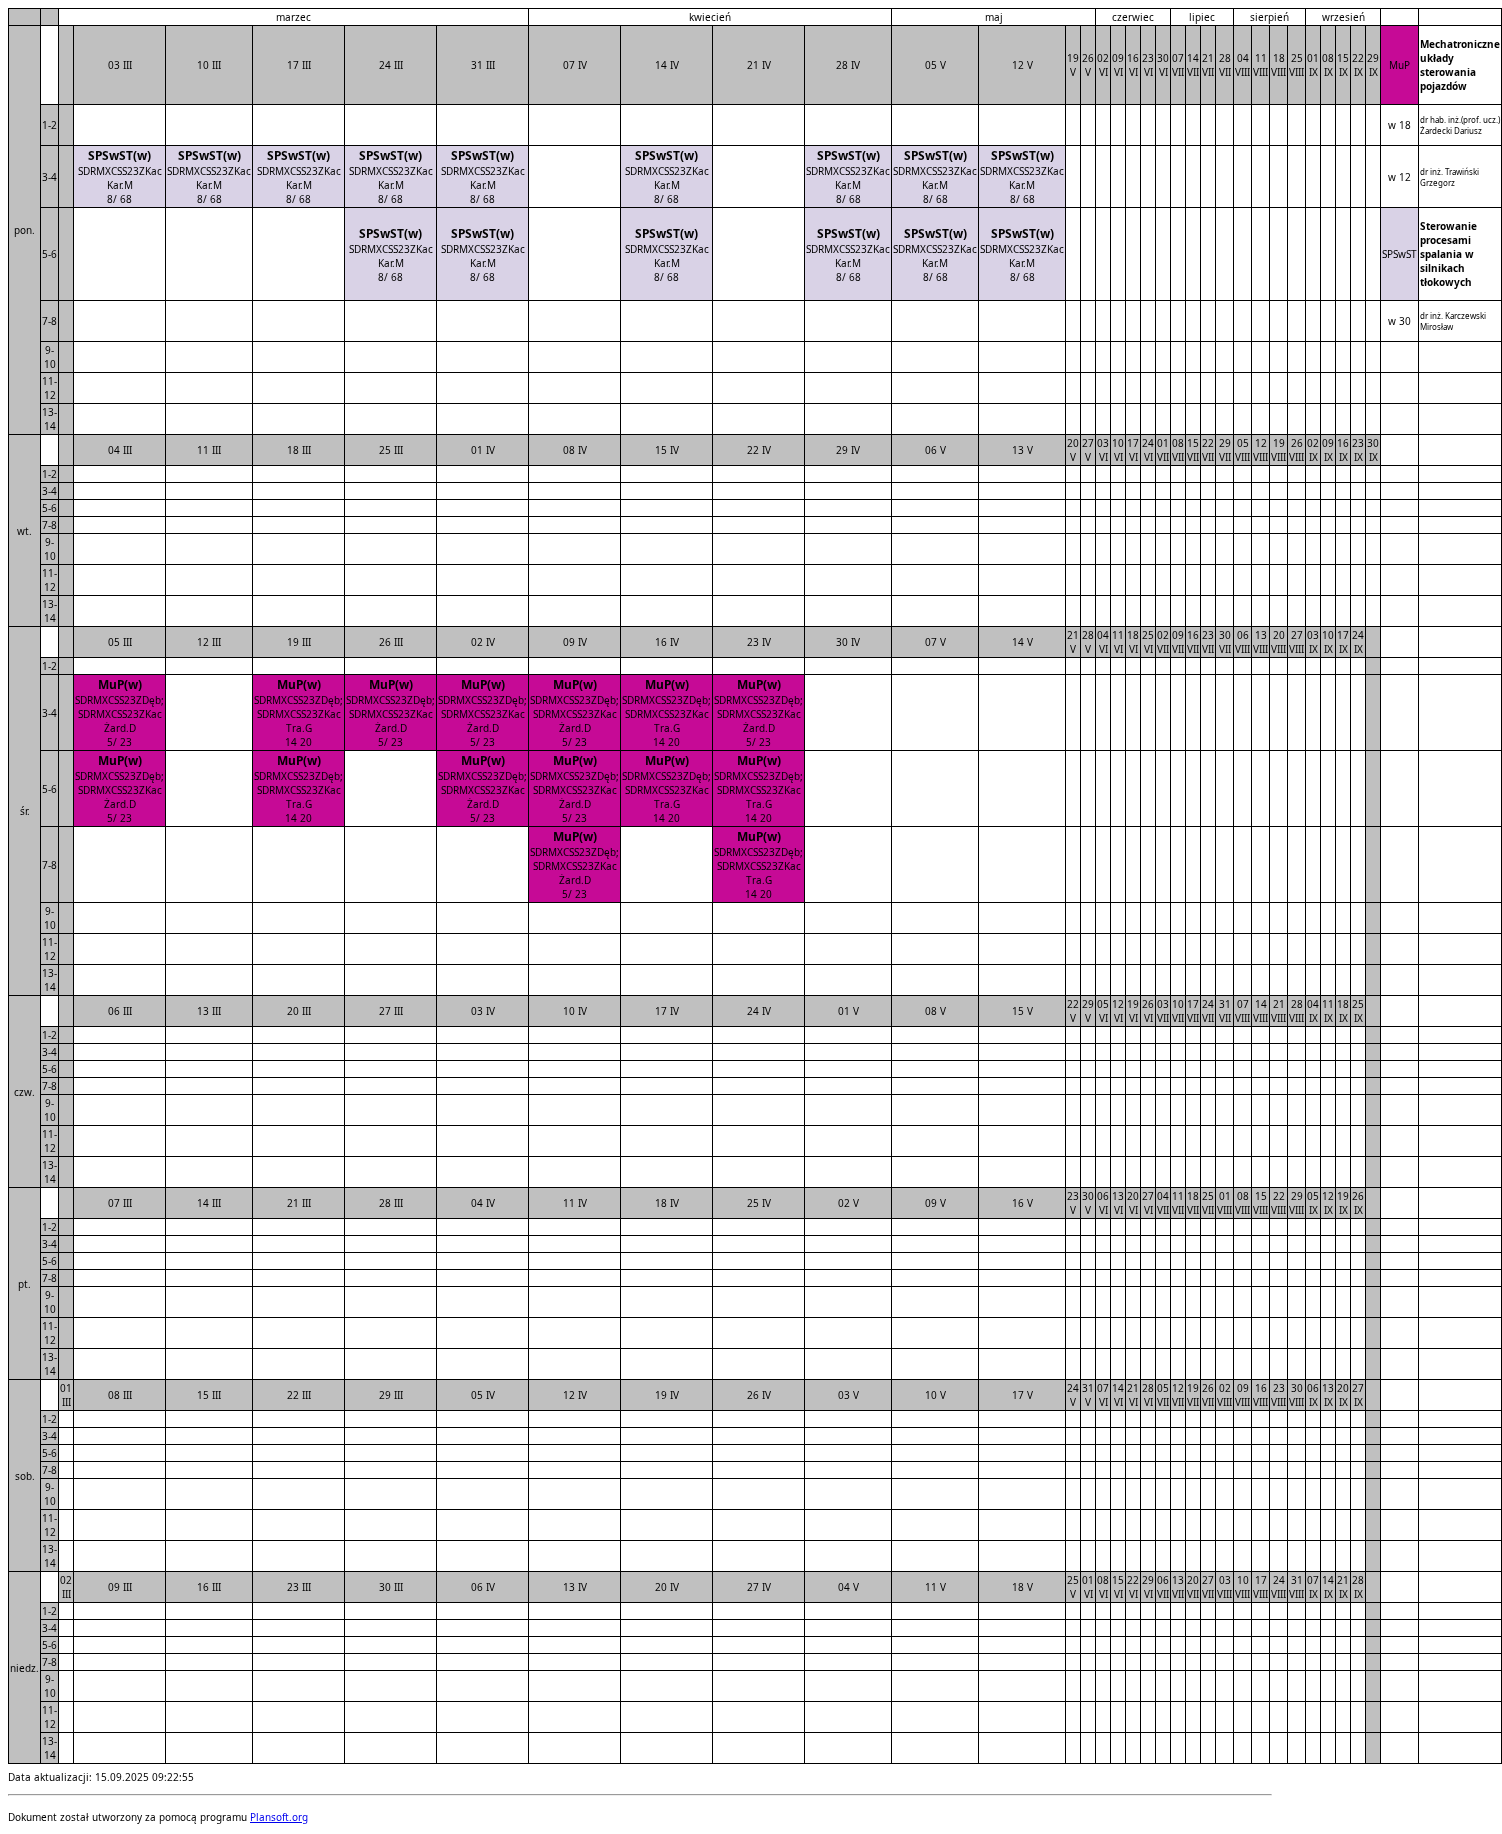 marzec kwiecień maj czerwiec lipiec sierpień wrzesień
pon. 03 III 10 III 17 III 24 III 31 III 07 IV 14 IV 21 IV 28 IV 05 V 12 V 19 V 26 V 02 VI 09 VI 16 VI 23 VI 30 VI 07 VII 14 VII 21 VII 28 VII 04 VIII 11 VIII 18 VIII 25 VIII 01 IX 08 IX 15 IX 22 IX 29 IX MuP Mechatroniczne układy sterowania pojazdów
1-2 w 18 dr hab. inż.(prof. ucz.) Żardecki Dariusz
3-4 w 12 dr inż. Trawiński Grzegorz
SPSwST(w) SPSwST(w) SPSwST(w) SPSwST(w) SPSwST(w) SPSwST(w) SPSwST(w) SPSwST(w) SPSwST(w)
SDRMXCSS23ZKac SDRMXCSS23ZKac SDRMXCSS23ZKac SDRMXCSS23ZKac SDRMXCSS23ZKac SDRMXCSS23ZKac SDRMXCSS23ZKac SDRMXCSS23ZKac SDRMXCSS23ZKac
Kar.M Kar.M Kar.M Kar.M Kar.M Kar.M Kar.M Kar.M Kar.M
8/ 68 8/ 68 8/ 68 8/ 68 8/ 68 8/ 68 8/ 68 8/ 68 8/ 68
5-6 SPSwST Sterowanie procesami spalania w silnikach tłokowych
SPSwST(w) SPSwST(w) SPSwST(w) SPSwST(w) SPSwST(w) SPSwST(w)
SDRMXCSS23ZKac SDRMXCSS23ZKac SDRMXCSS23ZKac SDRMXCSS23ZKac SDRMXCSS23ZKac SDRMXCSS23ZKac
Kar.M Kar.M Kar.M Kar.M Kar.M Kar.M
8/ 68 8/ 68 8/ 68 8/ 68 8/ 68 8/ 68
7-8 w 30 dr inż. Karczewski Mirosław
9-10
11-12
13-14
wt. 04 III 11 III 18 III 25 III 01 IV 08 IV 15 IV 22 IV 29 IV 06 V 13 V 20 V 27 V 03 VI 10 VI 17 VI 24 VI 01 VII 08 VII 15 VII 22 VII 29 VII 05 VIII 12 VIII 19 VIII 26 VIII 02 IX 09 IX 16 IX 23 IX 30 IX
1-2
3-4
5-6
7-8
9-10
11-12
13-14
śr. 05 III 12 III 19 III 26 III 02 IV 09 IV 16 IV 23 IV 30 IV 07 V 14 V 21 V 28 V 04 VI 11 VI 18 VI 25 VI 02 VII 09 VII 16 VII 23 VII 30 VII 06 VIII 13 VIII 20 VIII 27 VIII 03 IX 10 IX 17 IX 24 IX
1-2
3-4
MuP(w) MuP(w) MuP(w) MuP(w) MuP(w) MuP(w) MuP(w)
SDRMXCSS23ZDęb; SDRMXCSS23ZDęb; SDRMXCSS23ZDęb; SDRMXCSS23ZDęb; SDRMXCSS23ZDęb; SDRMXCSS23ZDęb; SDRMXCSS23ZDęb;
SDRMXCSS23ZKac SDRMXCSS23ZKac SDRMXCSS23ZKac SDRMXCSS23ZKac SDRMXCSS23ZKac SDRMXCSS23ZKac SDRMXCSS23ZKac
Żard.D Tra.G Żard.D Żard.D Żard.D Tra.G Żard.D
5/ 23 14 20 5/ 23 5/ 23 5/ 23 14 20 5/ 23
5-6
MuP(w) MuP(w) MuP(w) MuP(w) MuP(w) MuP(w)
SDRMXCSS23ZDęb; SDRMXCSS23ZDęb; SDRMXCSS23ZDęb; SDRMXCSS23ZDęb; SDRMXCSS23ZDęb; SDRMXCSS23ZDęb;
SDRMXCSS23ZKac SDRMXCSS23ZKac SDRMXCSS23ZKac SDRMXCSS23ZKac SDRMXCSS23ZKac SDRMXCSS23ZKac
Żard.D Tra.G Żard.D Żard.D Tra.G Tra.G
5/ 23 14 20 5/ 23 5/ 23 14 20 14 20
7-8
MuP(w) MuP(w)
SDRMXCSS23ZDęb; SDRMXCSS23ZDęb;
SDRMXCSS23ZKac SDRMXCSS23ZKac
Żard.D Tra.G
5/ 23 14 20
9-10
11-12
13-14
czw. 06 III 13 III 20 III 27 III 03 IV 10 IV 17 IV 24 IV 01 V 08 V 15 V 22 V 29 V 05 VI 12 VI 19 VI 26 VI 03 VII 10 VII 17 VII 24 VII 31 VII 07 VIII 14 VIII 21 VIII 28 VIII 04 IX 11 IX 18 IX 25 IX
1-2
3-4
5-6
7-8
9-10
11-12
13-14
pt. 07 III 14 III 21 III 28 III 04 IV 11 IV 18 IV 25 IV 02 V 09 V 16 V 23 V 30 V 06 VI 13 VI 20 VI 27 VI 04 VII 11 VII 18 VII 25 VII 01 VIII 08 VIII 15 VIII 22 VIII 29 VIII 05 IX 12 IX 19 IX 26 IX
1-2
3-4
5-6
7-8
9-10
11-12
13-14
sob. 01 III 08 III 15 III 22 III 29 III 05 IV 12 IV 19 IV 26 IV 03 V 10 V 17 V 24 V 31 V 07 VI 14 VI 21 VI 28 VI 05 VII 12 VII 19 VII 26 VII 02 VIII 09 VIII 16 VIII 23 VIII 30 VIII 06 IX 13 IX 20 IX 27 IX
1-2
3-4
5-6
7-8
9-10
11-12
13-14
niedz. 02 III 09 III 16 III 23 III 30 III 06 IV 13 IV 20 IV 27 IV 04 V 11 V 18 V 25 V 01 VI 08 VI 15 VI 22 VI 29 VI 06 VII 13 VII 20 VII 27 VII 03 VIII 10 VIII 17 VIII 24 VIII 31 VIII 07 IX 14 IX 21 IX 28 IX
1-2
3-4
5-6
7-8
9-10
11-12
13-14
Data aktualizacji: 15.09.2025 09:22:55
Dokument został utworzony za pomocą programu Plansoft.org